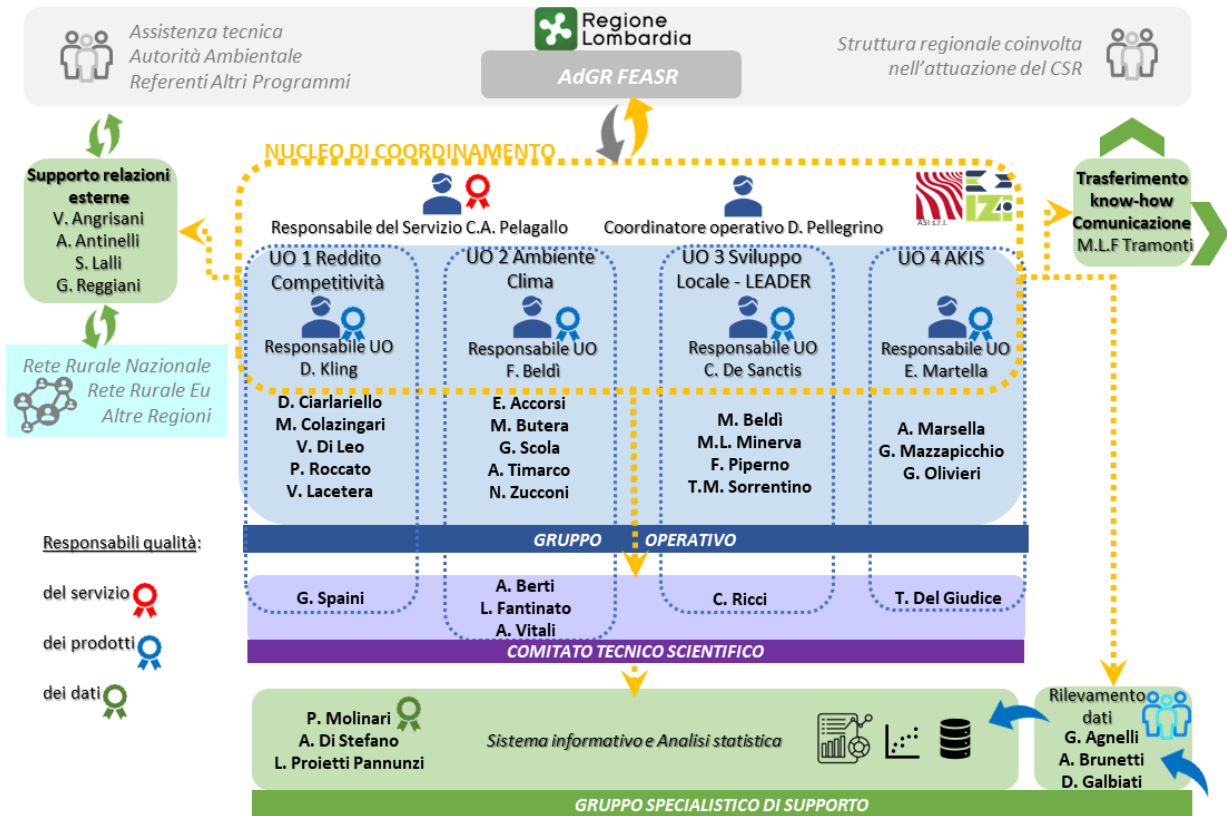 Assistenza tecnica
Autorità Ambientale
Referenti Altri Programmi
Regione
Lombardia
AdGR FEASR
Struttura regionale coinvolta
nell'attuazione del CSR
NUCLEO DI COORDINAMENTO
Supporto relazioni
esterne
V. Angrisani
A. Antinelli
S. Lalli
G. Reggiani
Responsabile del Servizio C.A. Pelagallo
Coordinatore operativo D. Pellegrino
ASI s.r.l.
IZI
40
Trasferimento
know-how
Comunicazione
M.L.F Tramonti
UO 1 Reddito
Competitività
Responsabile UO
D. Kling
UO 2 Ambiente
Clima
Responsabile UO
F. Beldì
UO 3 Sviluppo
Locale - LEADER
Responsabile UO
C. De Sanctis
UO 4 AKIS
Responsabile UO
E. Martella
Rete Rurale Nazionale
Rete Rurale Eu
Altre Regioni
D. Ciarlariello
M. Colazingari
V. Di Leo
P. Roccato
V. Lacetera
E. Accorsi
M. Butera
G. Scola
A. Timarco
N. Zucconi
M. Beldì
M.L. Minerva
F. Piperno
T.M. Sorrentino
A. Marsella
G. Mazzapicchio
G. Olivieri
GRUPPO OPERATIVO
Responsabili qualità:
del servizio
dei prodotti
dei dati
G. Spaini
A. Berti
L. Fantinato
A. Vitali
C. Ricci
T. Del Giudice
COMITATO TECNICO SCIENTIFICO
P. Molinari
A. Di Stefano
L. Proietti Pannunzi
Sistema informativo e Analisi statistica
Rilevamento
dati
G. Agnelli
A. Brunetti
D. Galbiati
GRUPPO SPECIALISTICO DI SUPPORTO